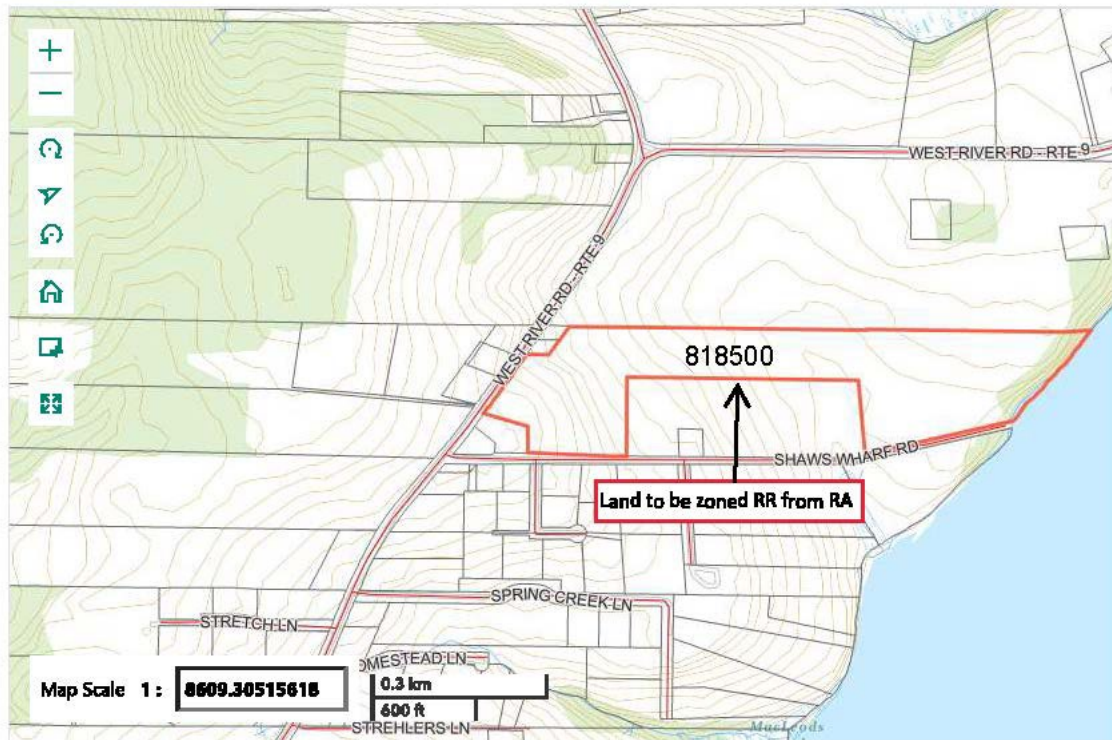 WEST RIVER RD - RTE 9
WEST RIVER RD - RTE 9
818500
SHAWS WHARF RD
Land to be zoned RR from RA
SPRING CREEK LN
STRETCH LN
OMESTEAD LN
Map Scale 1 : 8609.30515618
0.3 km
600 ft
STREHLERS LN
MacLeods